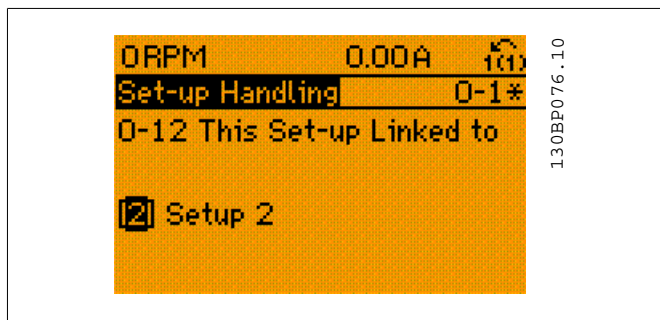 0RPM 0.00A 1(1)
Set-up Handling 0-1*
0-12 This Set-up Linked to
[2] Setup 2
130BP076.10